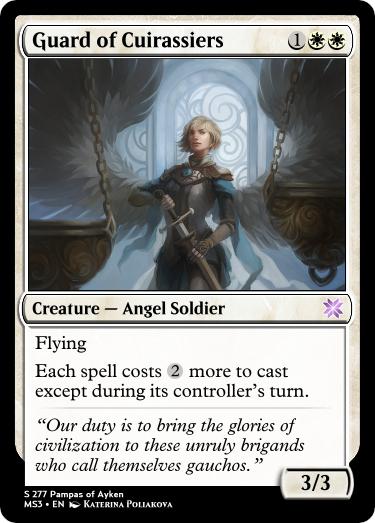 Guard of Cuirassiers 1
Creature — Angel Soldier
Flying
Each spell costs 2 more to cast
except during its controller's turn.
"Our duty is to bring the glories of
civilization to these unruly brigands
who call themselves gauchos."
3/3
S 277 Pampas of Ayken
MS3 • EN Katerina Poliakova